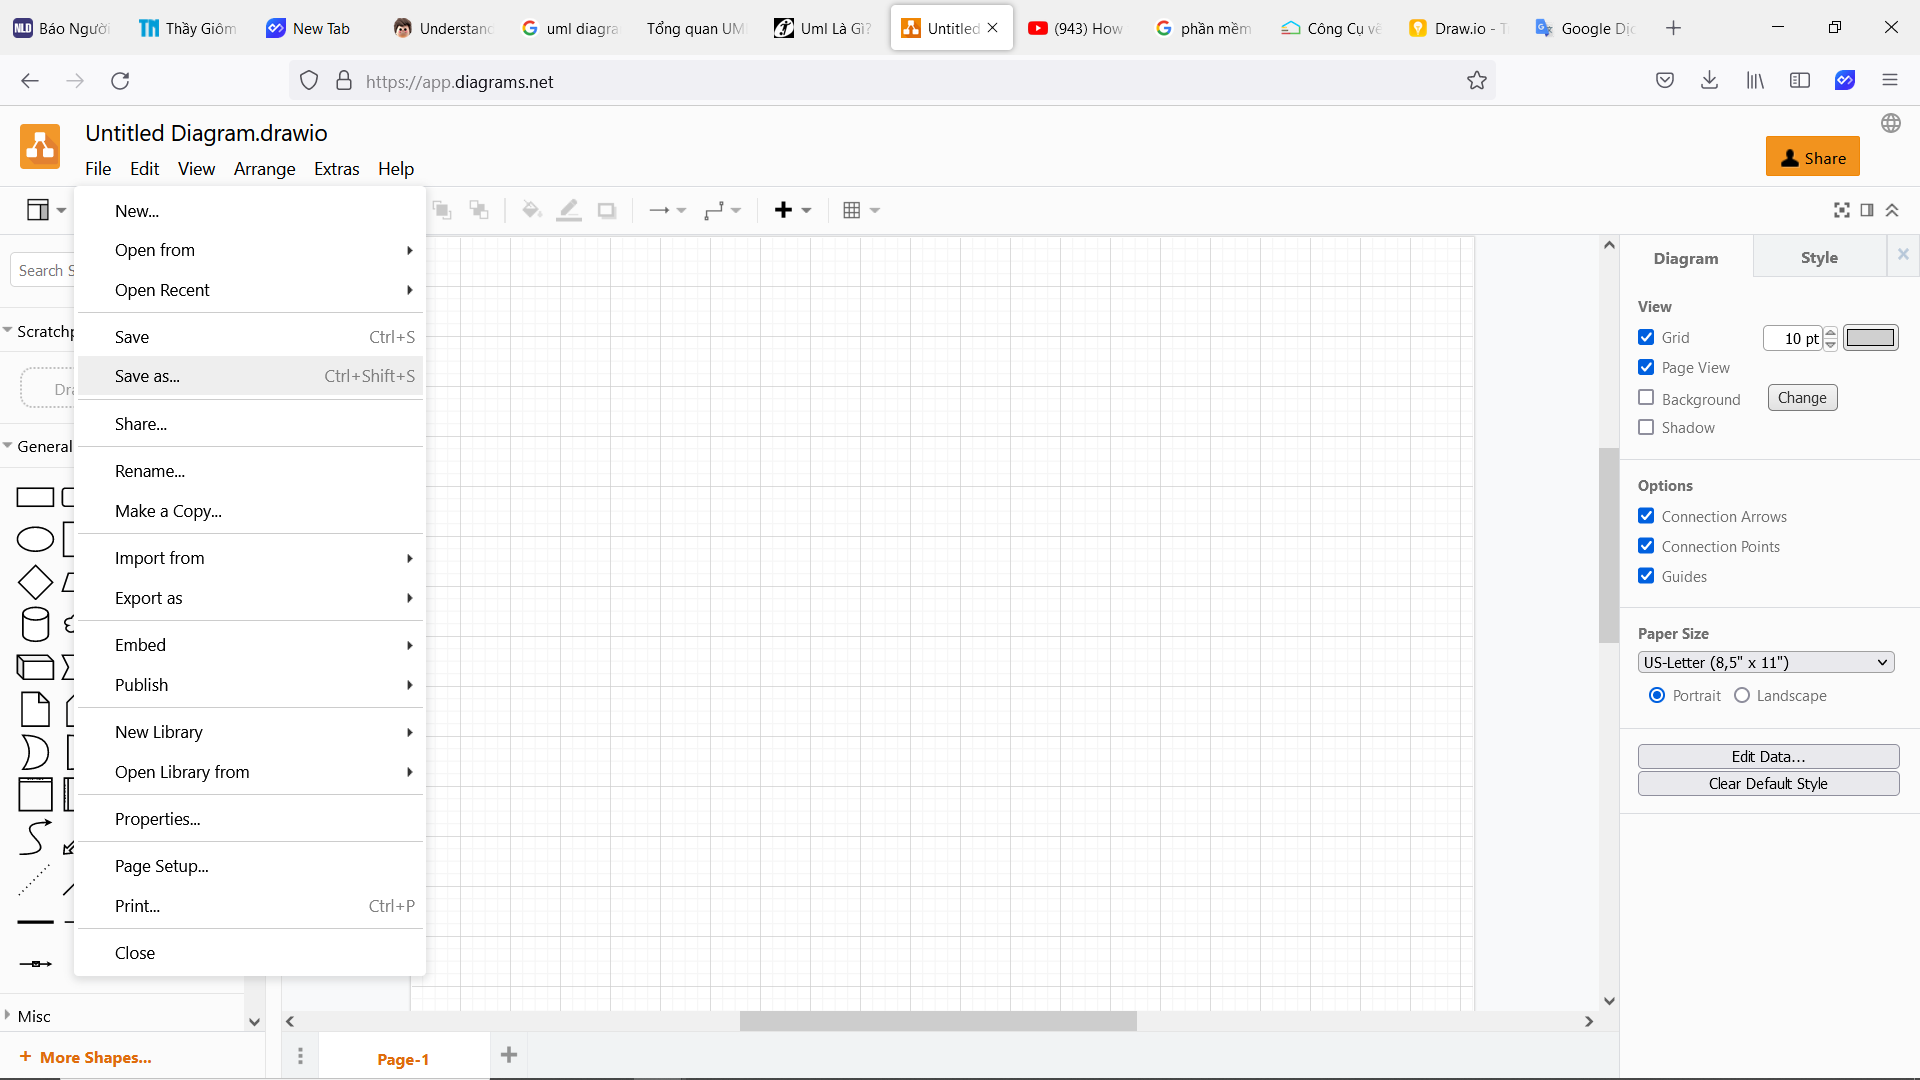 NLD Báo Người
Thầy Giôm
New Tab
Understand
uml diagra
Tổng quan UM
Uml Là Gì?
Untitled
(943) How
phần mềm
Công Cụ vẽ
Draw.io - T
Google Dịc
https://app.diagrams.net
Untitled Diagram.drawio
File Edit View Arrange Extras Help
Share
New...
Open from
Open Recent
Save Ctrl+S
Save as... Ctrl+Shift+S
Share...
Rename...
Make a Copy...
Import from
Export as
Embed
Publish
New Library
Open Library from
Properties...
Page Setup...
Print... Ctrl+P
Close
Search S
Scratchp
Dra
General
Misc
+ More Shapes...
Page-1
Diagram
Style
View
Grid 10 pt
Page View
Background Change
Shadow
Options
Connection Arrows
Connection Points
Guides
Paper Size
US-Letter (8,5" x 11")
Portrait Landscape
Edit Data...
Clear Default Style